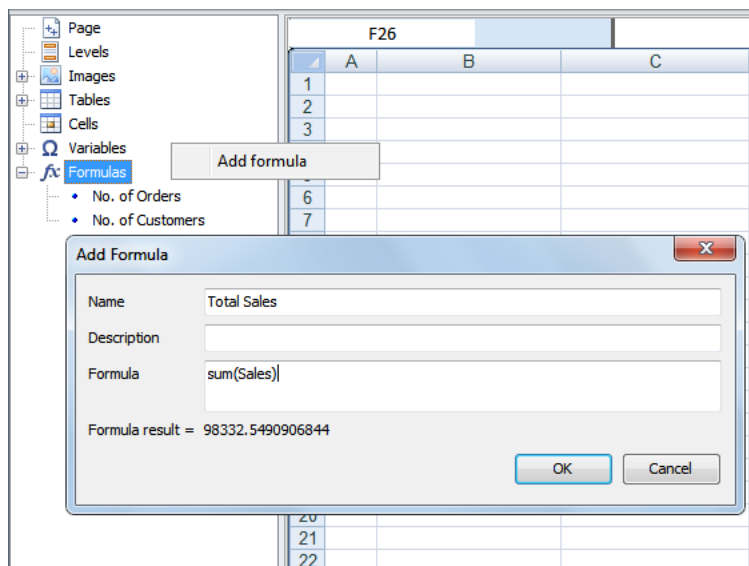 Page
Levels
Images
Tables
Cells
Ω Variables
fx Formulas
No. of Orders
No. of Customers
Add formula
F26
A B C
1
2
3
6
7
Add Formula
Name Total Sales
Description
Formula sum(Sales)
Formula result = 98332.5490906844
OK Cancel
20
21
22